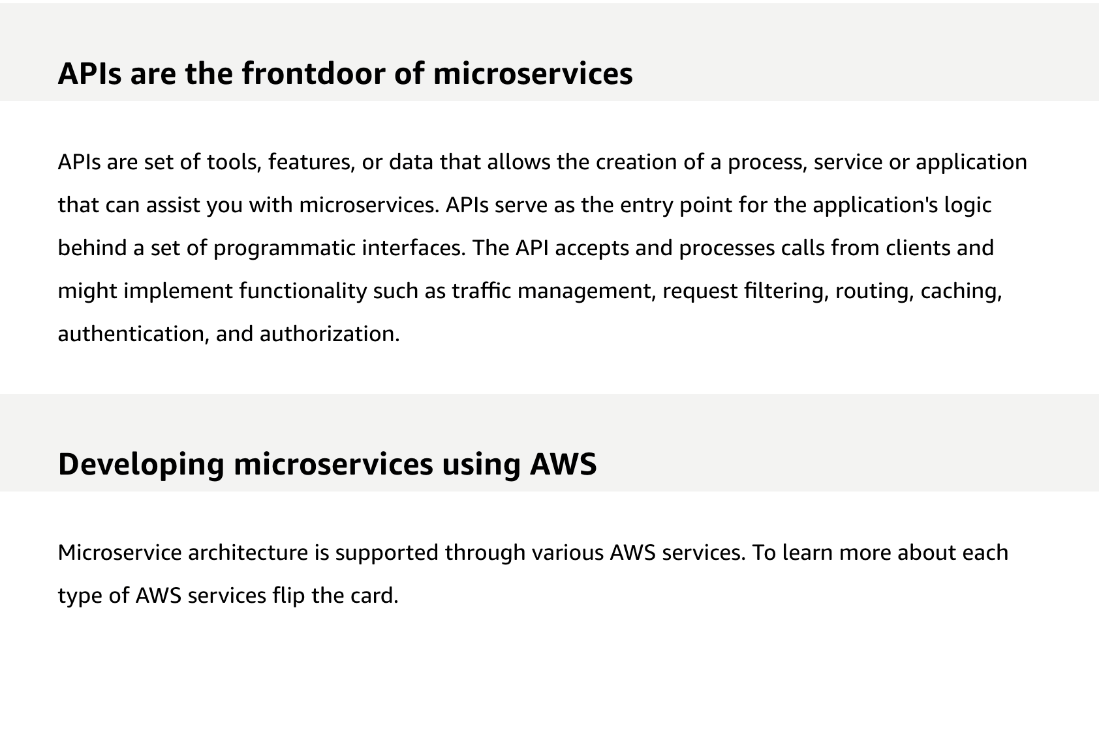 APIs are the frontdoor of microservices
APIs are set of tools, features, or data that allows the creation of a process, service or application
that can assist you with microservices. APIs serve as the entry point for the application's logic
behind a set of programmatic interfaces. The API accepts and processes calls from clients and
might implement functionality such as traffic management, request filtering, routing, caching,
authentication, and authorization.
Developing microservices using AWS
Microservice architecture is supported through various AWS services. To learn more about each
type of AWS services flip the card.